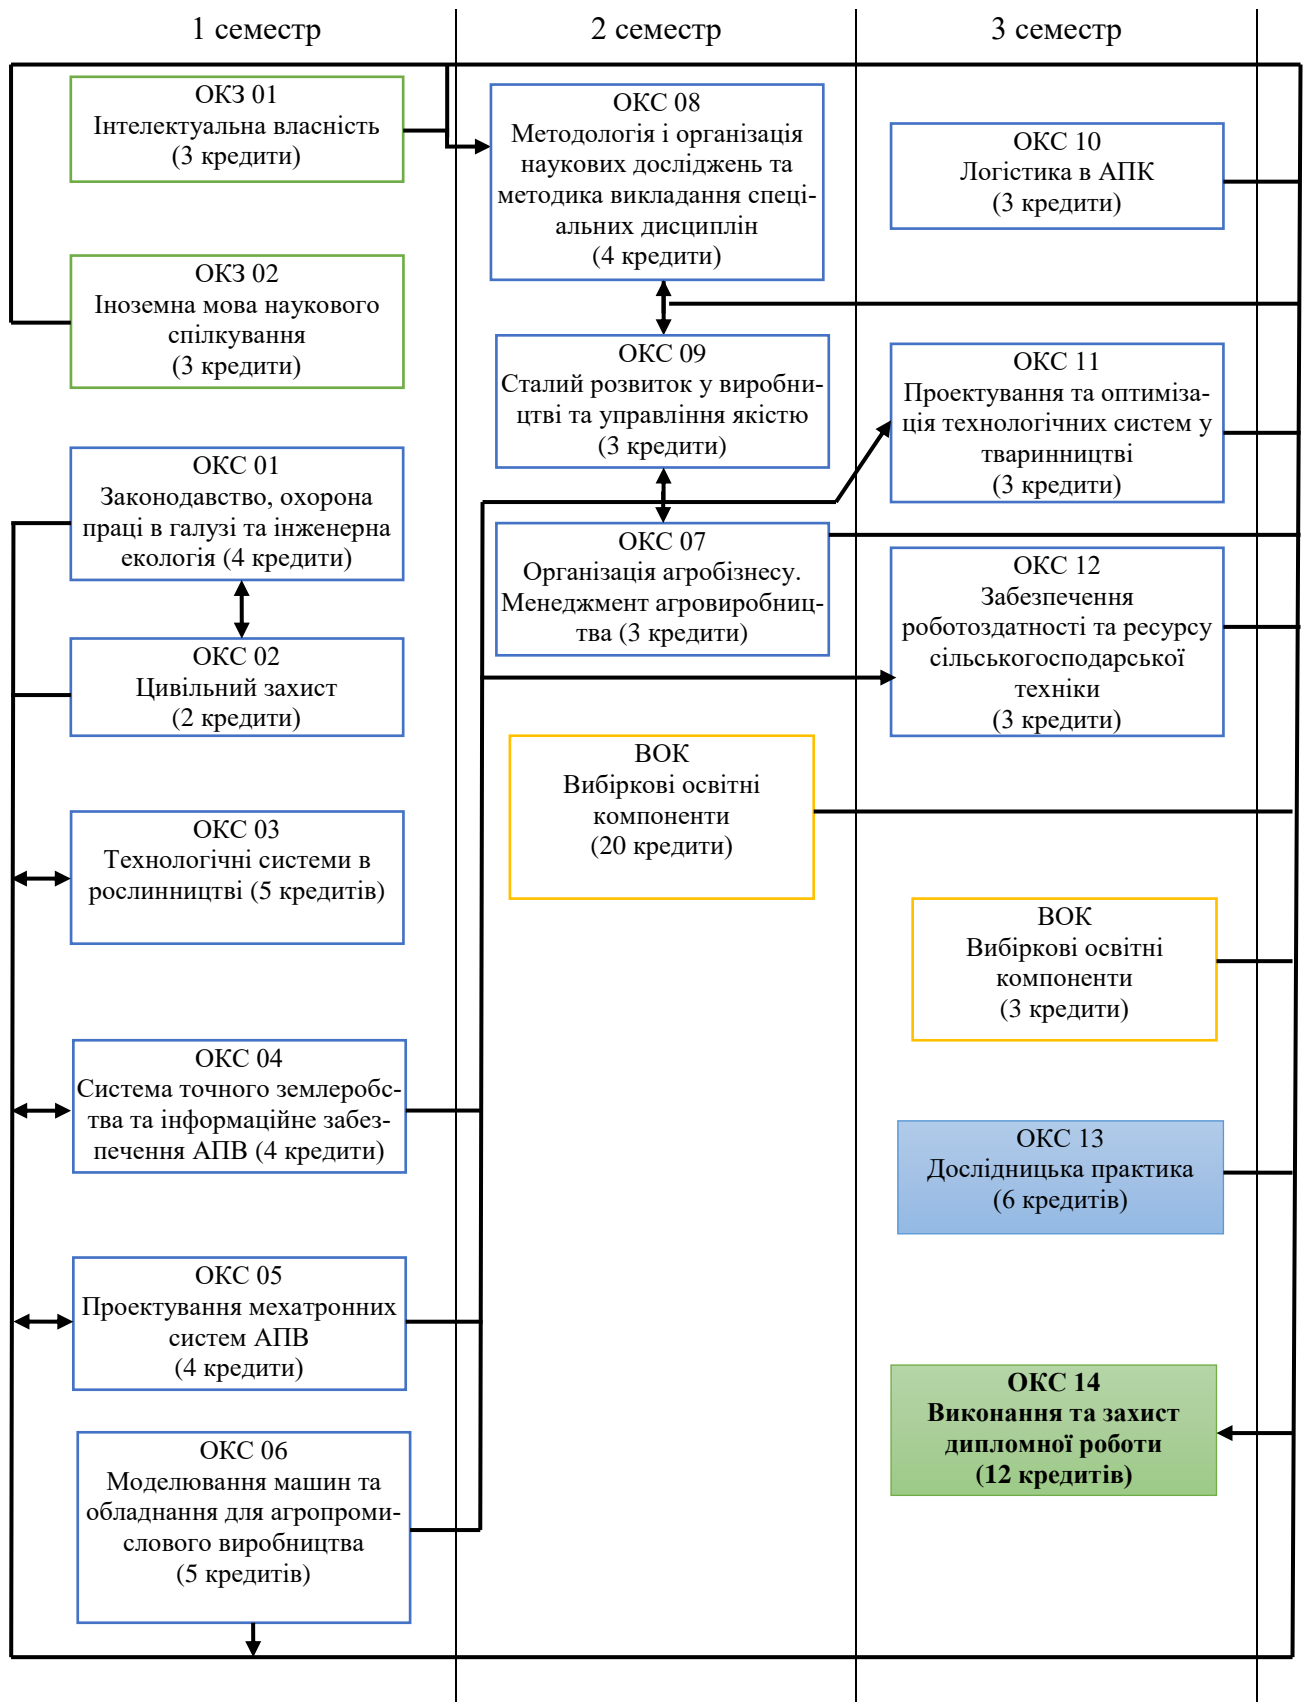 1 семестр
2 семестр
3 семестр
ОКЗ 01
Інтелектуальна власність
(3 кредити)
ОКЗ 02
Іноземна мова наукового
спілкування
(3 кредити)
ОКС 01
Законодавство, охорона
праці в галузі та інженерна
екологія (4 кредити)
ОКС 02
Цивільний захист
(2 кредити)
ОКС 03
Технологічні системи в
рослинництві (5 кредитів)
ОКС 04
Система точного землеробс-
тва та інформаційне забез-
печення АПВ (4 кредити)
ОКС 05
Проектування мехатронних
систем АПВ
(4 кредити)
ОКС 06
Моделювання машин та
обладнання для агропроми-
слового виробництва
(5 кредитів)
ОКС 08
Методологія і організація
наукових досліджень та
методика викладання спеці-
альних дисциплін
(4 кредити)
ОКС 09
Сталий розвиток у виробни-
цтві та управління якістю
(3 кредити)
ОКС 07
Організація агробізнесу.
Менеджмент агровиробниц-
тва (3 кредити)
ВОК
Вибіркові освітні
компоненти
(20 кредити)
ОКС 10
Логістика в АПК
(3 кредити)
ОКС 11
Проектування та оптиміза-
ція технологічних систем у
тваринництві
(3 кредити)
ОКС 12
Забезпечення
роботоздатності та ресурсу
сільськогосподарської
техніки
(3 кредити)
ВОК
Вибіркові освітні
компоненти
(3 кредити)
ОКС 13
Дослідницька практика
(6 кредитів)
ОКС 14
Виконання та захист
дипломної роботи
(12 кредитів)